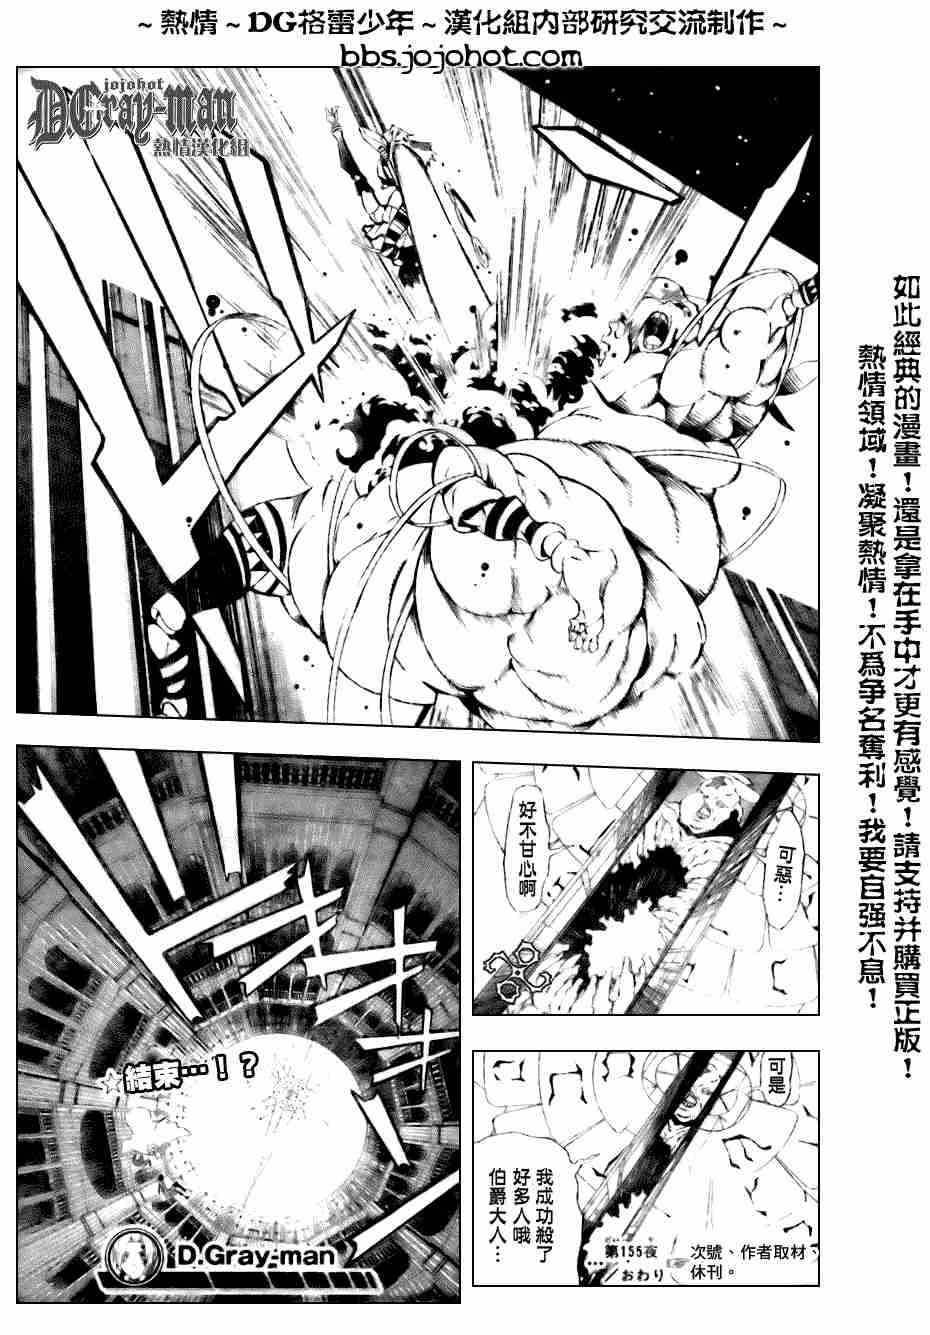 ～熱情～DG蓓雷少年～漢化組内部研究交流制作～
bbs.jojohot.com
jojohot
D.Gray-man
熱情漢化組
如此經典的漫畫！還是拿在手中才更有感覺！請支持并購買正版！
熱情領域！凝聚熱情！不爲争名奪利！我要自强不息！
可惡…
好不甘心啊
可是
我成功殺了
好多人哦
伯爵大人…
☆結束…！？
D.Gray-man
第155夜
／おわり
次號、作者取材、
休刊。